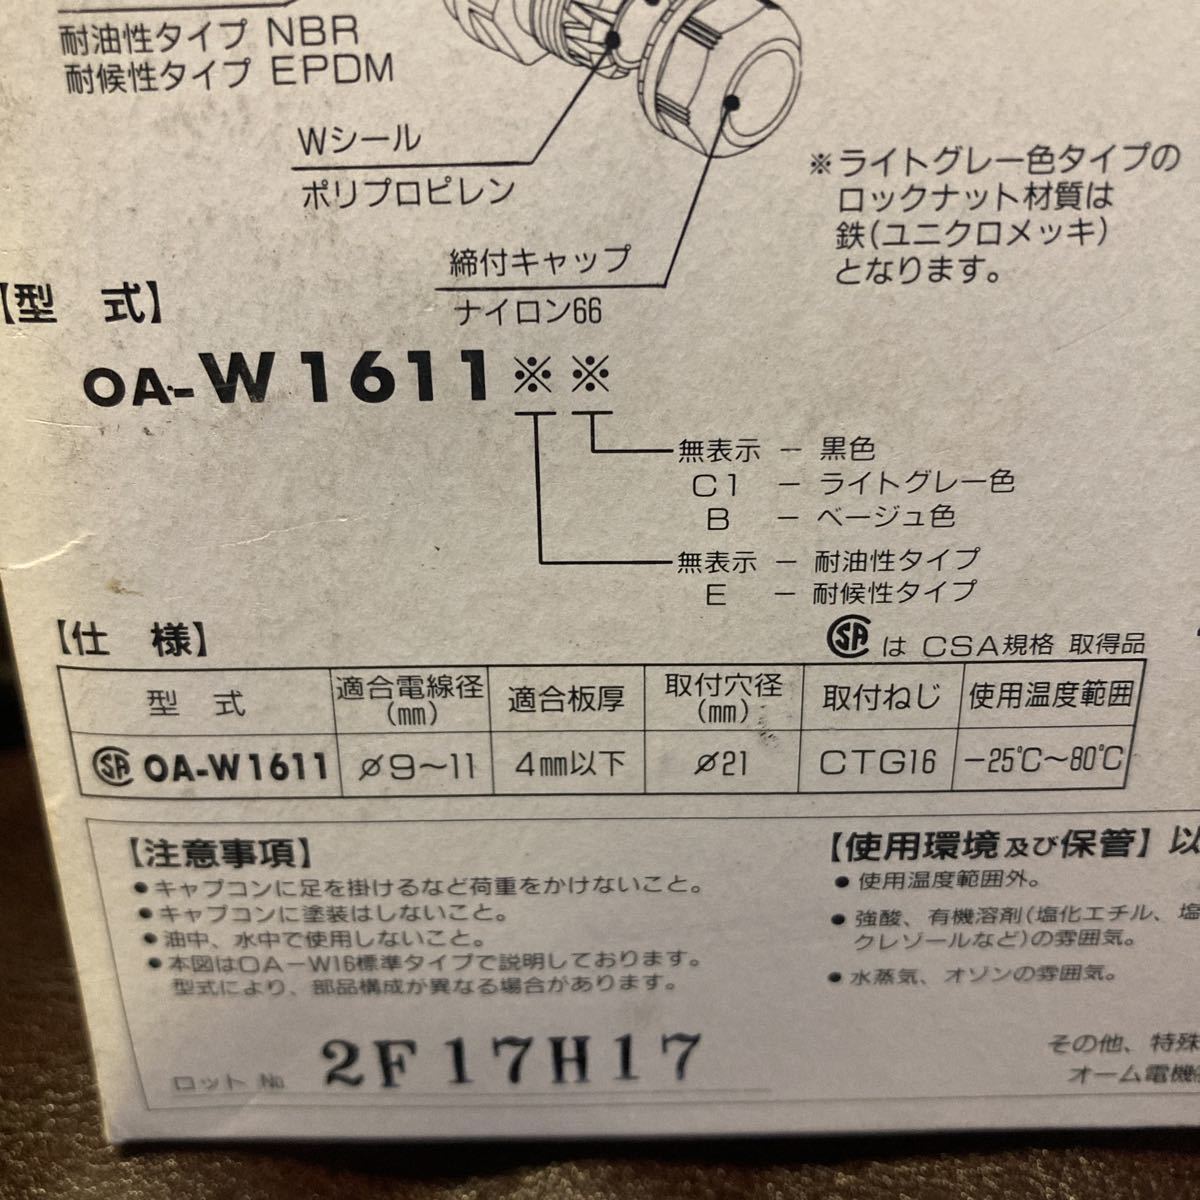 耐油性タイプ NBR
耐候性タイプ EPDM
Wシール
ポリプロピレン
締付キャップ
ナイロン66
※ライトグレー色タイプの
ロックナット材質は
鉄(ユニクロメッキ)
となります。
【型 式】
OA-W1611※※
無表示 － 黒色
C1 － ライトグレー色
B － ベージュ色
無表示 － 耐油性タイプ
E － 耐候性タイプ
【仕 様】
SA は CSA規格 取得品
型 式 適合電線径(㎜) 適合板厚 取付穴径(㎜) 取付ねじ 使用温度範囲
SA OA-W1611 ⌀9～11 4㎜以下 ⌀21 CTG16 －25℃～80℃
【注意事項】
●キャプコンに足を掛けるなど荷重をかけないこと。
●キャプコンに塗装はしないこと。
●油中、水中で使用しないこと。
●本図はOA－W16標準タイプで説明しております。
型式により、部品構成が異なる場合があります。
【使用環境及び保管】以
●使用温度範囲外。
●強酸、有機溶剤(塩化エチル、塩
クレゾールなど)の雰囲気。
●水蒸気、オゾンの雰囲気。
その他、特殊
オーム電機
ロット № 2F17H17